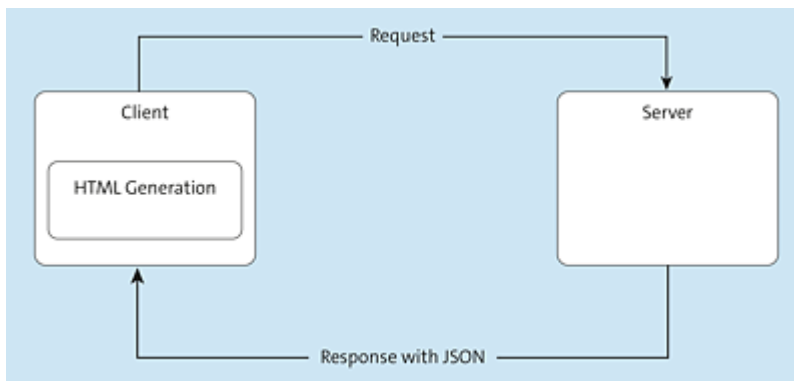 Request
Client
Server
HTML Generation
Response with JSON